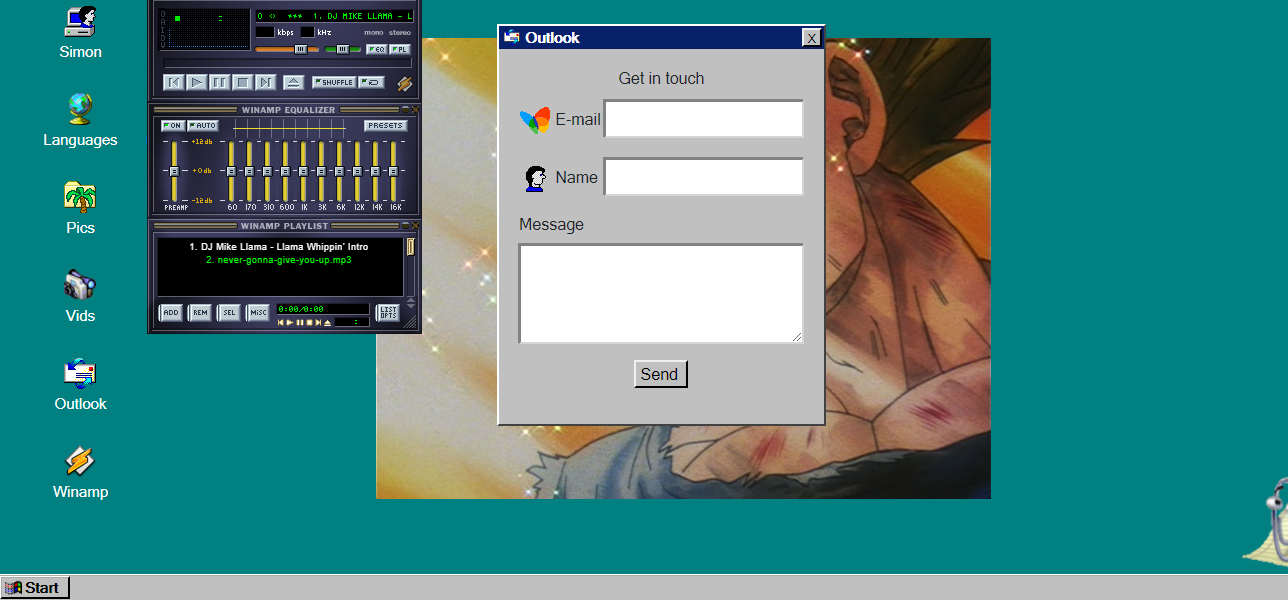 Simon
Languages
Pics
Vids
Outlook
Winamp
*** 1. DJ MIKE LLAMA - L
kbps
kHz
mono stereo
EQ
PL
SHUFFLE
WINAMP EQUALIZER
ON
AUTO
PRESETS
+12 db
+0 db
-12 db
PREAMP
60 170 310 600 1K 3K 6K 12K 14K 16K
WINAMP PLAYLIST
1. DJ Mike Llama - Llama Whippin' Intro
2. never-gonna-give-you-up.mp3
ADD
REM
SEL
MISC
0:00/0:00
LIST
OPTS
Outlook
X
Get in touch
E-mail
Name
Message
Send
Start